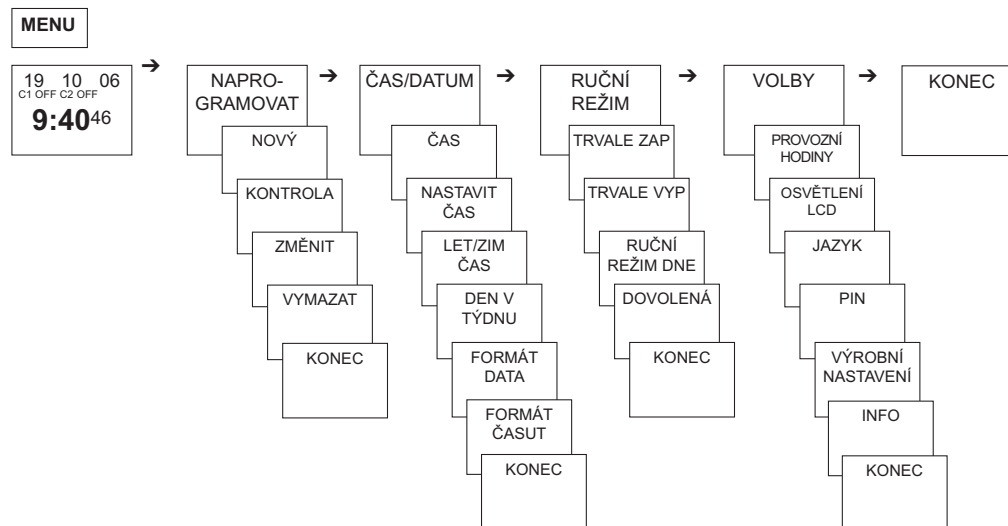 MENU
19 10 06
C1 OFF C2 OFF
9:40 46
➔
NAPRO-
GRAMOVAT
NOVÝ
KONTROLA
ZMĚNIT
VYMAZAT
KONEC
➔
ČAS/DATUM
ČAS
NASTAVIT
ČAS
LET/ZIM
ČAS
DEN V
TÝDNU
FORMÁT
DATA
FORMÁT
ČASUT
KONEC
➔
RUČNÍ
REŽIM
TRVALE ZAP
TRVALE VYP
RUČNÍ
REŽIM DNE
DOVOLENÁ
KONEC
➔
VOLBY
PROVOZNÍ
HODINY
OSVĚTLENÍ
LCD
JAZYK
PIN
VÝROBNÍ
NASTAVENÍ
INFO
KONEC
➔
KONEC